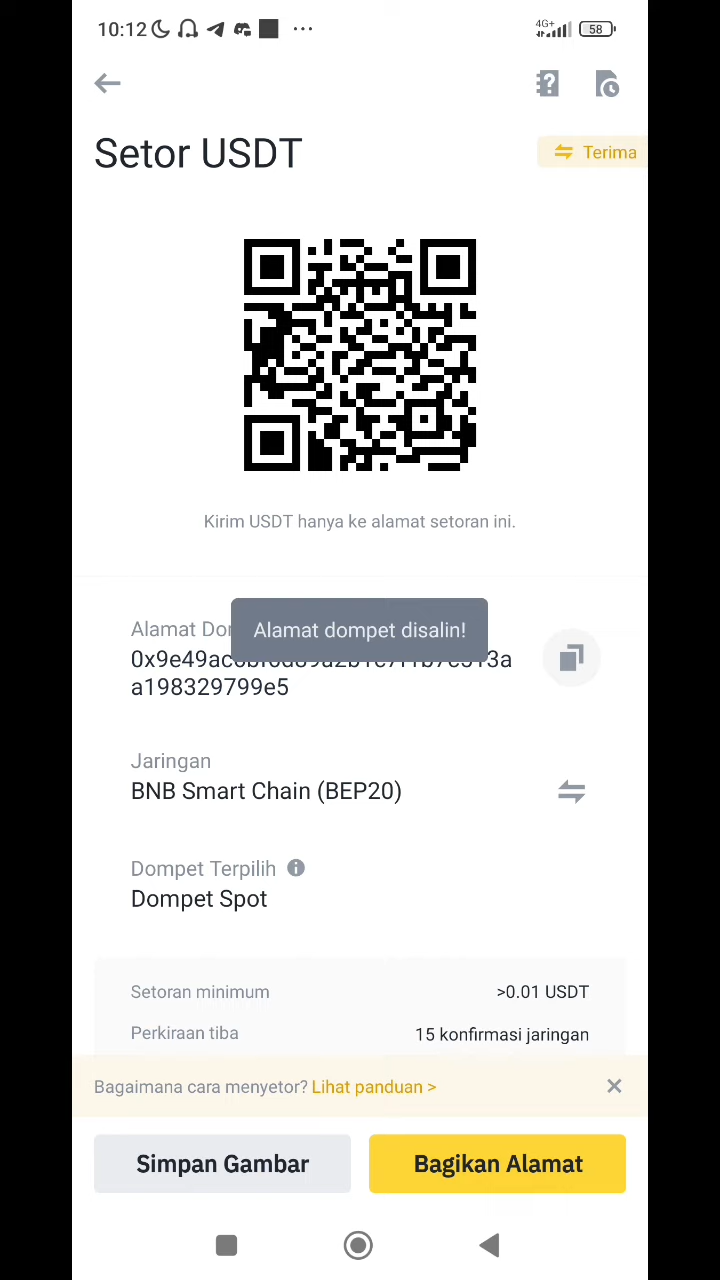 10:12
4G+
58
Setor USDT
Terima
Kirim USDT hanya ke alamat setoran ini.
Alamat
Alamat dompet disalin!
a198329799e5
Jaringan
BNB Smart Chain (BEP20)
Dompet Terpilih
Dompet Spot
Setoran minimum >0.01 USDT
Perkiraan tiba 15 konfirmasi jaringan
Bagaimana cara menyetor? Lihat panduan >
Simpan Gambar Bagikan Alamat